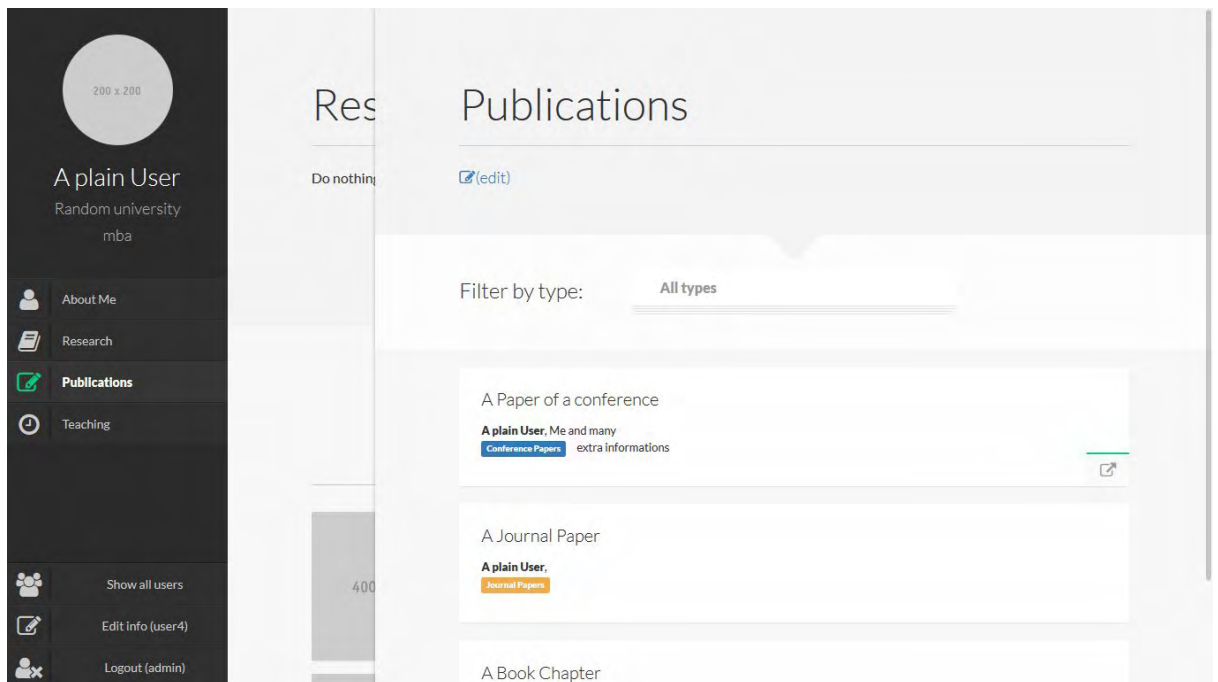 200 x 200
A plain User
Random university
mba
About Me
Research
Publications
Teaching
Show all users
Edit info (user4)
Logout (admin)
Res
Do nothing
400
Publications
(edit)
Filter by type:
All types
A Paper of a conference
A plain User, Me and many
Conference Papers extra informations
A Journal Paper
A plain User,
Journal Papers
A Book Chapter